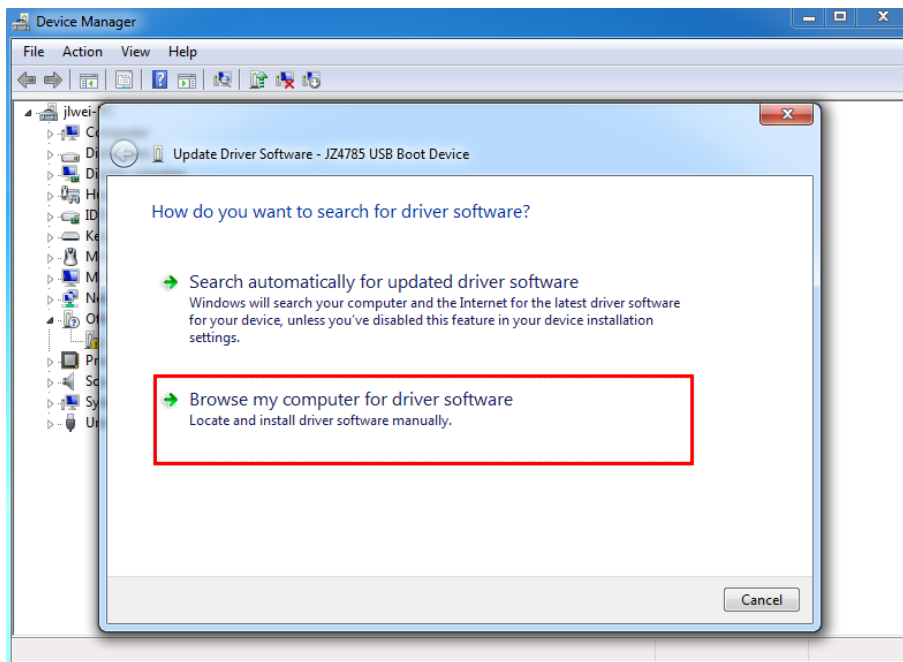 Device Manager
File Action View Help
jlwei-
Update Driver Software - JZ4785 USB Boot Device
How do you want to search for driver software?
Search automatically for updated driver software
Windows will search your computer and the Internet for the latest driver software
for your device, unless you've disabled this feature in your device installation
settings.
Browse my computer for driver software
Locate and install driver software manually.
Cancel